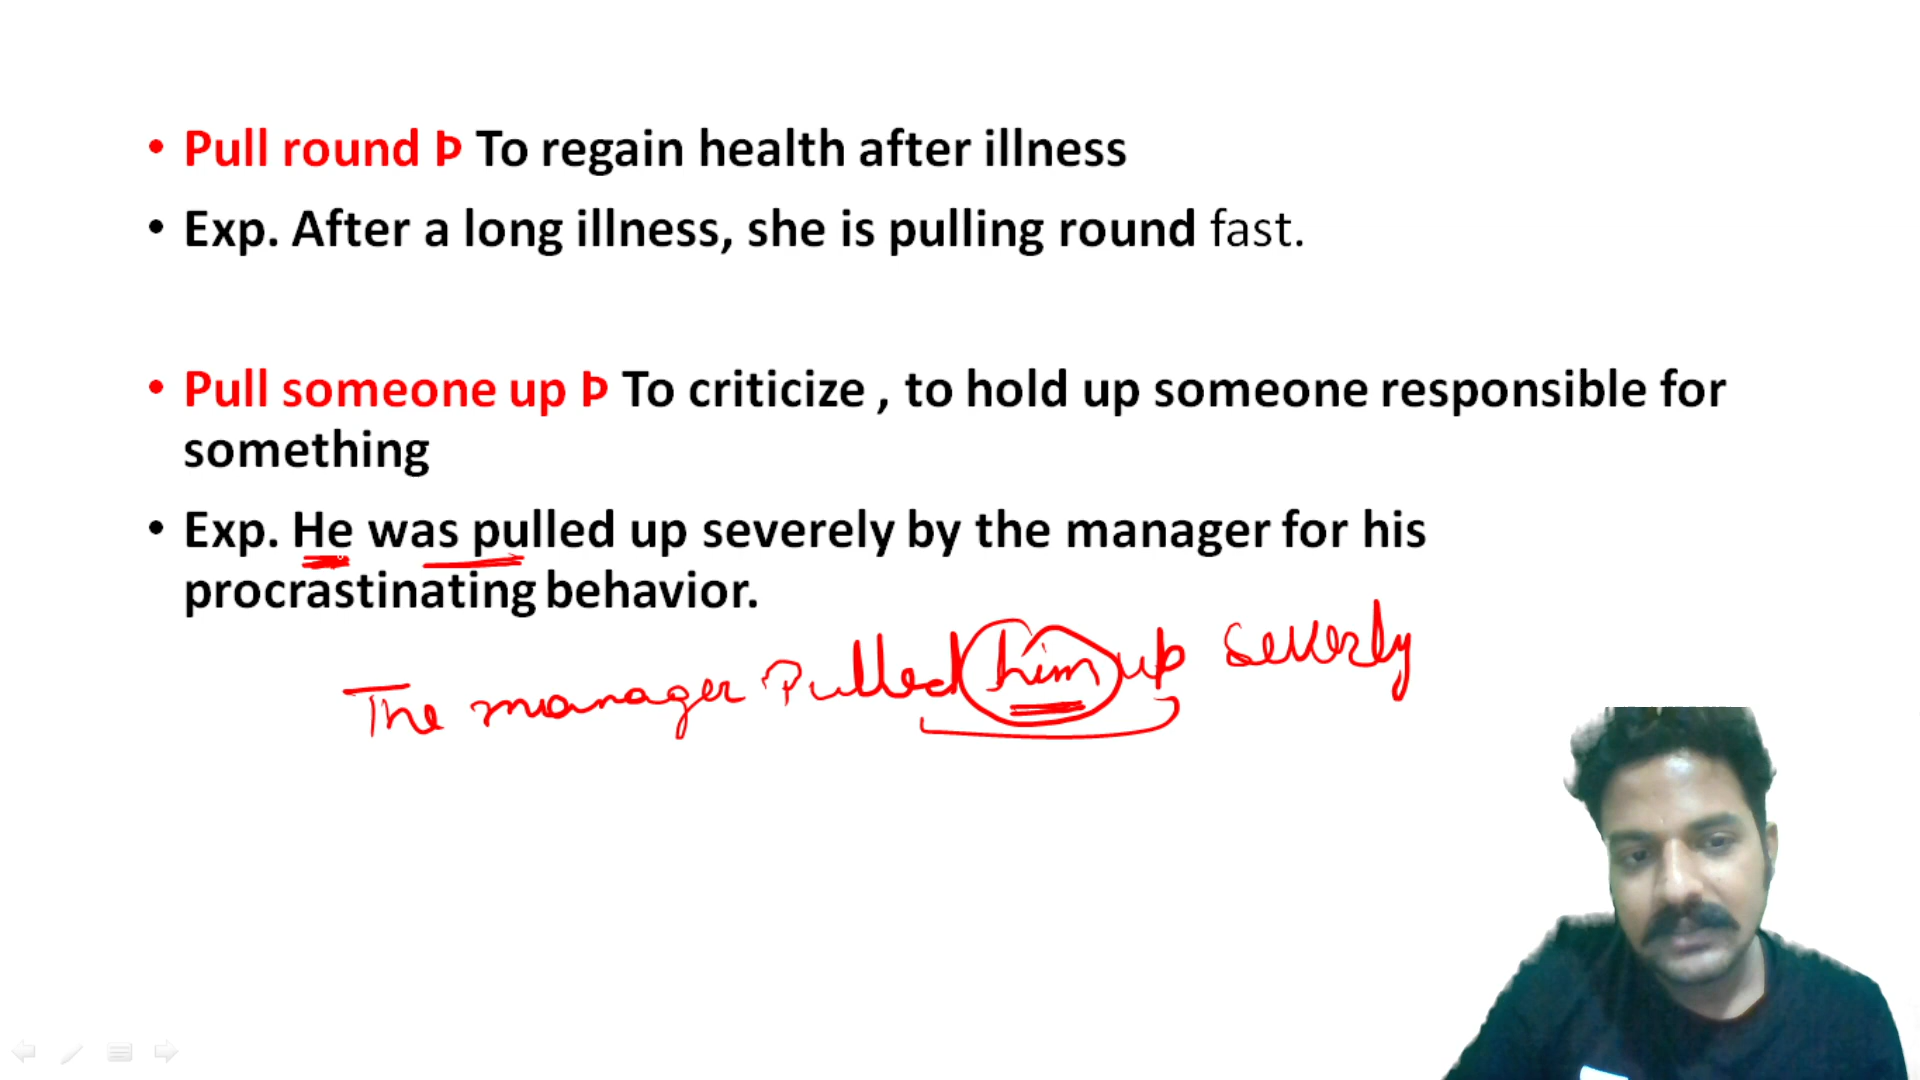 • Pull round Þ To regain health after illness
• Exp. After a long illness, she is pulling round fast.
• Pull someone up Þ To criticize , to hold up someone responsible for
something
• Exp. He was pulled up severely by the manager for his
procrastinating behavior.
The manager Pulled him up severly